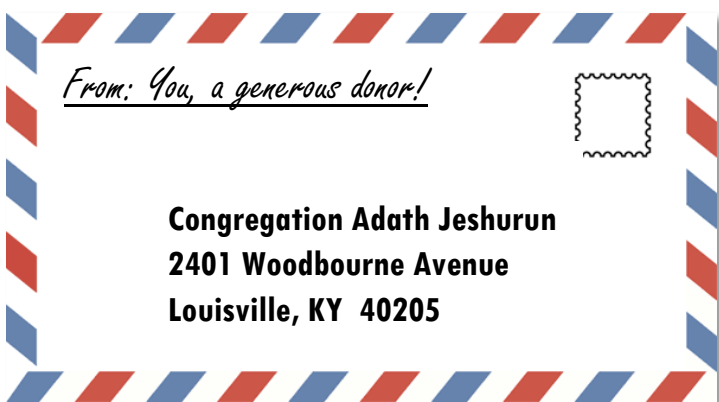 From: You, a generous donor!
Congregation Adath Jeshurun
2401 Woodbourne Avenue
Louisville, KY  40205